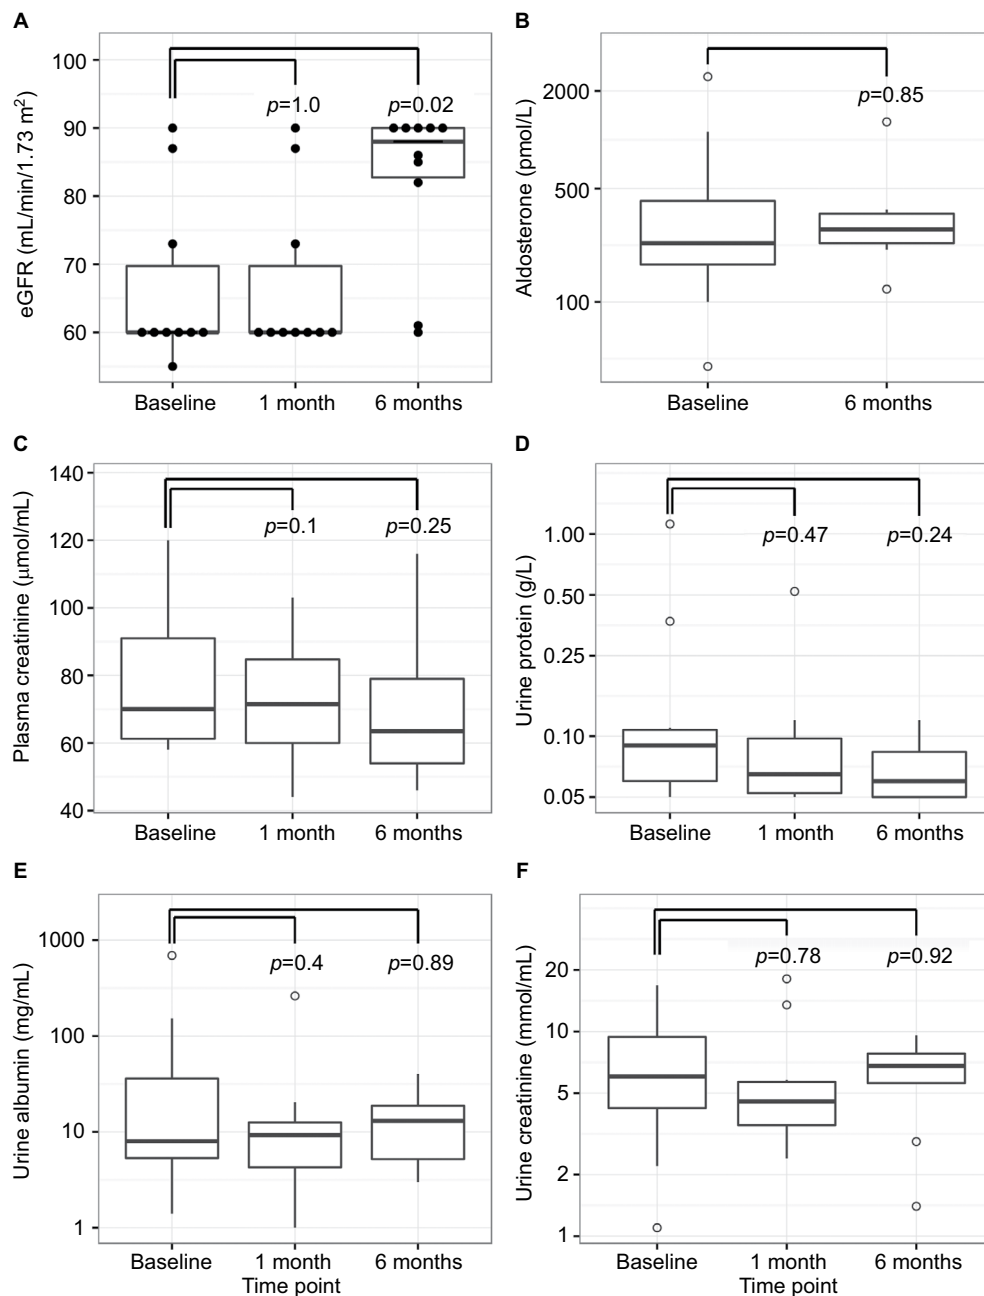 A
eGFR (mL/min/1.73 m²)
100
90
80
70
60
p=1.0
p=0.02
Baseline
1 month
6 months
B
Aldosterone (pmol/L)
2000
500
100
p=0.85
Baseline
6 months
C
Plasma creatinine (μmol/mL)
140
120
100
80
60
40
p=0.1
p=0.25
Baseline
1 month
6 months
D
Urine protein (g/L)
1.00
0.50
0.25
0.10
0.05
p=0.47
p=0.24
Baseline
1 month
6 months
E
Urine albumin (mg/mL)
1000
100
10
1
p=0.4
p=0.89
Baseline
1 month
6 months
Time point
F
Urine creatinine (mmol/mL)
20
10
5
2
1
p=0.78
p=0.92
Baseline
1 month
6 months
Time point